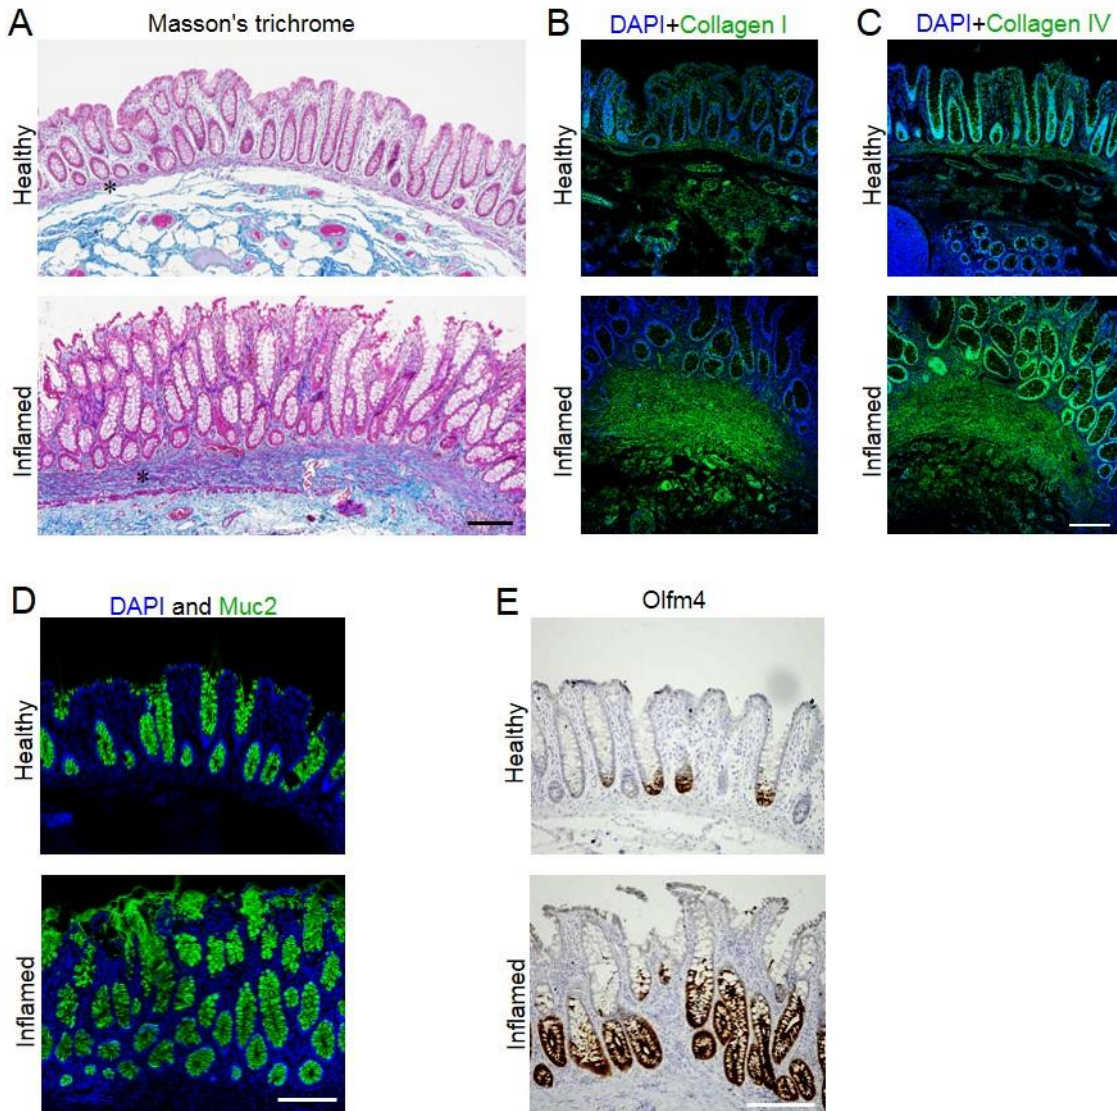 A
Masson's trichrome
B
DAPI+Collagen I
C
DAPI+Collagen IV
Healthy
Healthy
Healthy
*
Inflamed
Inflamed
Inflamed
*
D
DAPI and Muc2
E
Olfm4
Healthy
Healthy
Inflamed
Inflamed